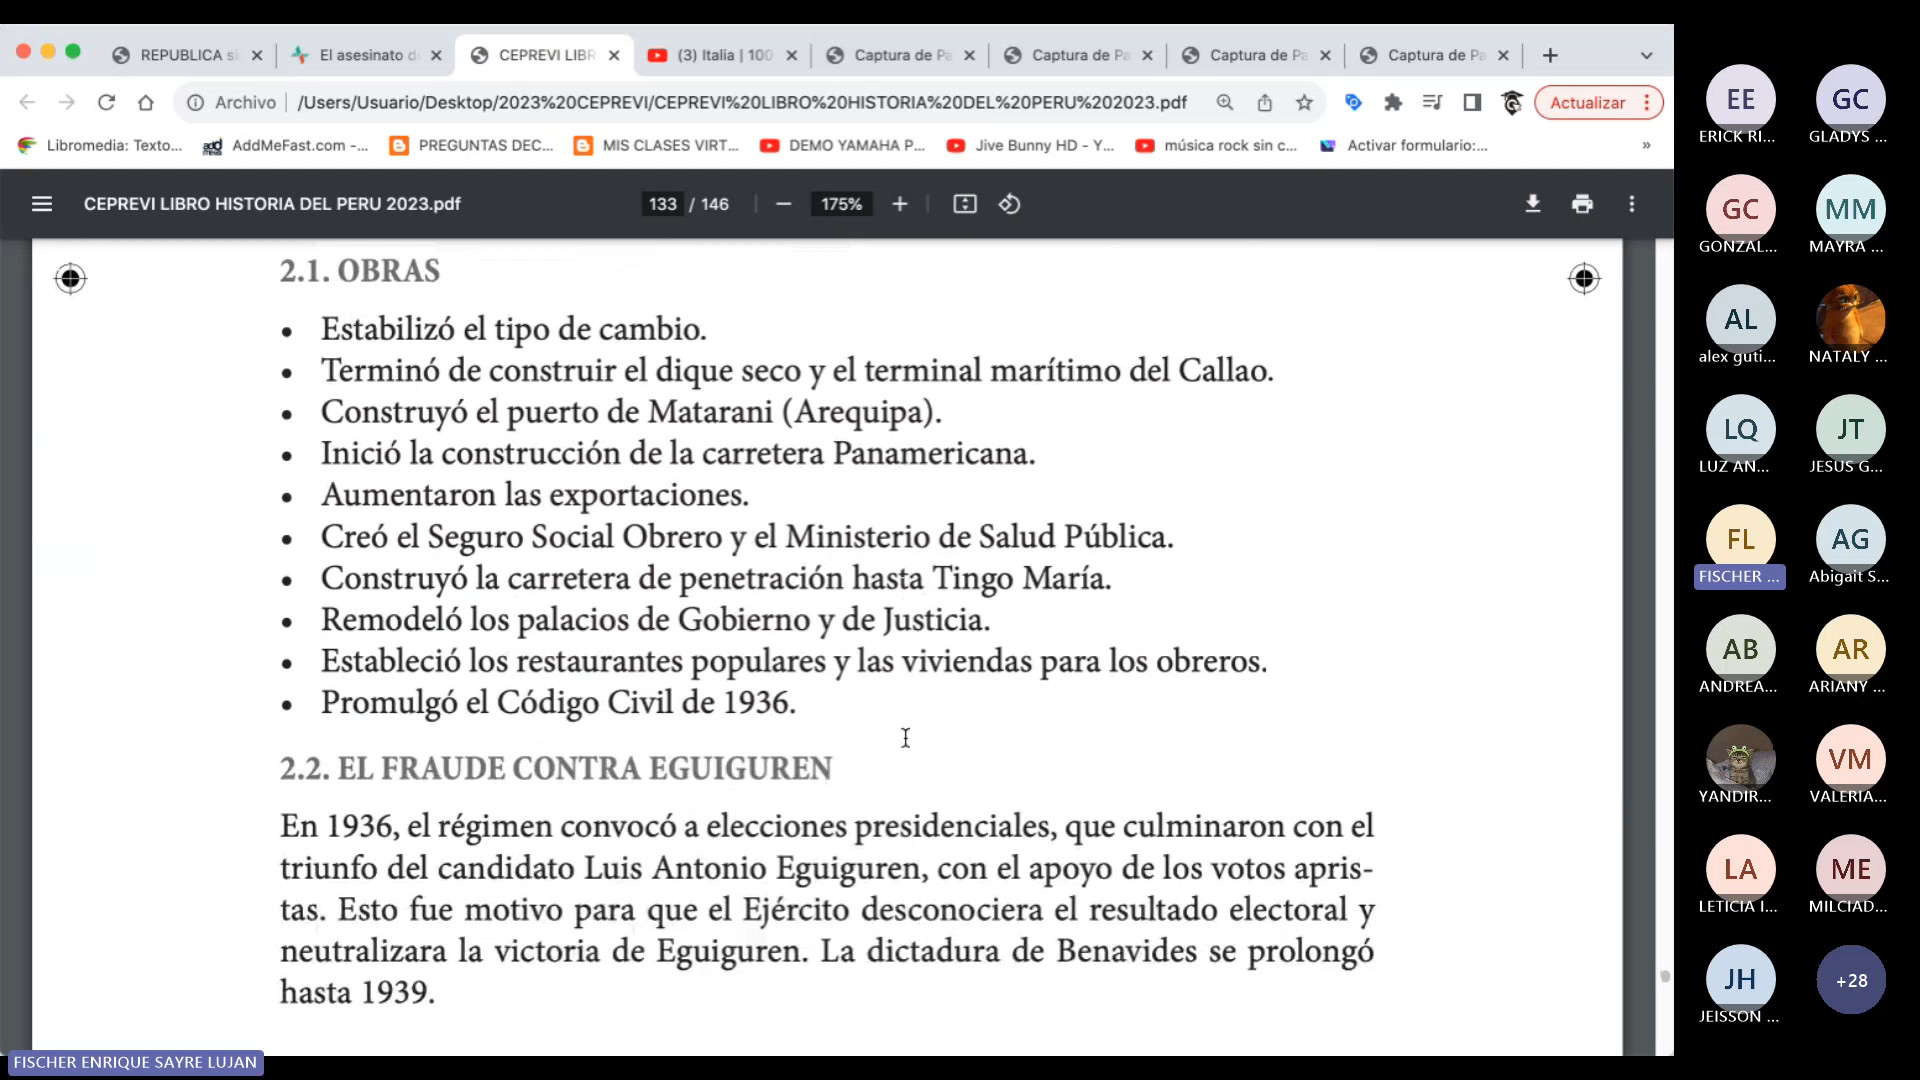 REPUBLICA si
El asesinato d
CEPREVI LIBR
(3) Italia | 100
Captura de Pa
Captura de Pa
Captura de Pa
Captura de Pa
Archivo
/Users/Usuario/Desktop/2023%20CEPREVI/CEPREVI%20LIBRO%20HISTORIA%20DEL%20PERU%202023.pdf
Actualizar
Libromedia: Texto...
AddMeFast.com -...
PREGUNTAS DEC...
MIS CLASES VIRT...
DEMO YAMAHA P...
Jive Bunny HD - Y...
música rock sin c...
Activar formulario:...
»
CEPREVI LIBRO HISTORIA DEL PERU 2023.pdf
133 / 146
175%
2.1. OBRAS
• Estabilizó el tipo de cambio.
• Terminó de construir el dique seco y el terminal marítimo del Callao.
• Construyó el puerto de Matarani (Arequipa).
• Inició la construcción de la carretera Panamericana.
• Aumentaron las exportaciones.
• Creó el Seguro Social Obrero y el Ministerio de Salud Pública.
• Construyó la carretera de penetración hasta Tingo María.
• Remodeló los palacios de Gobierno y de Justicia.
• Estableció los restaurantes populares y las viviendas para los obreros.
• Promulgó el Código Civil de 1936.
2.2. EL FRAUDE CONTRA EGUIGUREN
En 1936, el régimen convocó a elecciones presidenciales, que culminaron con el
triunfo del candidato Luis Antonio Eguiguren, con el apoyo de los votos apris-
tas. Esto fue motivo para que el Ejército desconociera el resultado electoral y
neutralizara la victoria de Eguiguren. La dictadura de Benavides se prolongó
hasta 1939.
FISCHER ENRIQUE SAYRE LUJAN
EE
ERICK RI...
GC
GLADYS ...
GC
GONZAL...
MM
MAYRA ...
AL
alex guti...
NATALY ...
LQ
LUZ AN...
JT
JESUS G...
FL
FISCHER ...
AG
Abigait S...
AB
ANDREA...
AR
ARIANY ...
YANDIR...
VM
VALERIA...
LA
LETICIA I...
ME
MILCIAD...
JH
JEISSON ...
+28